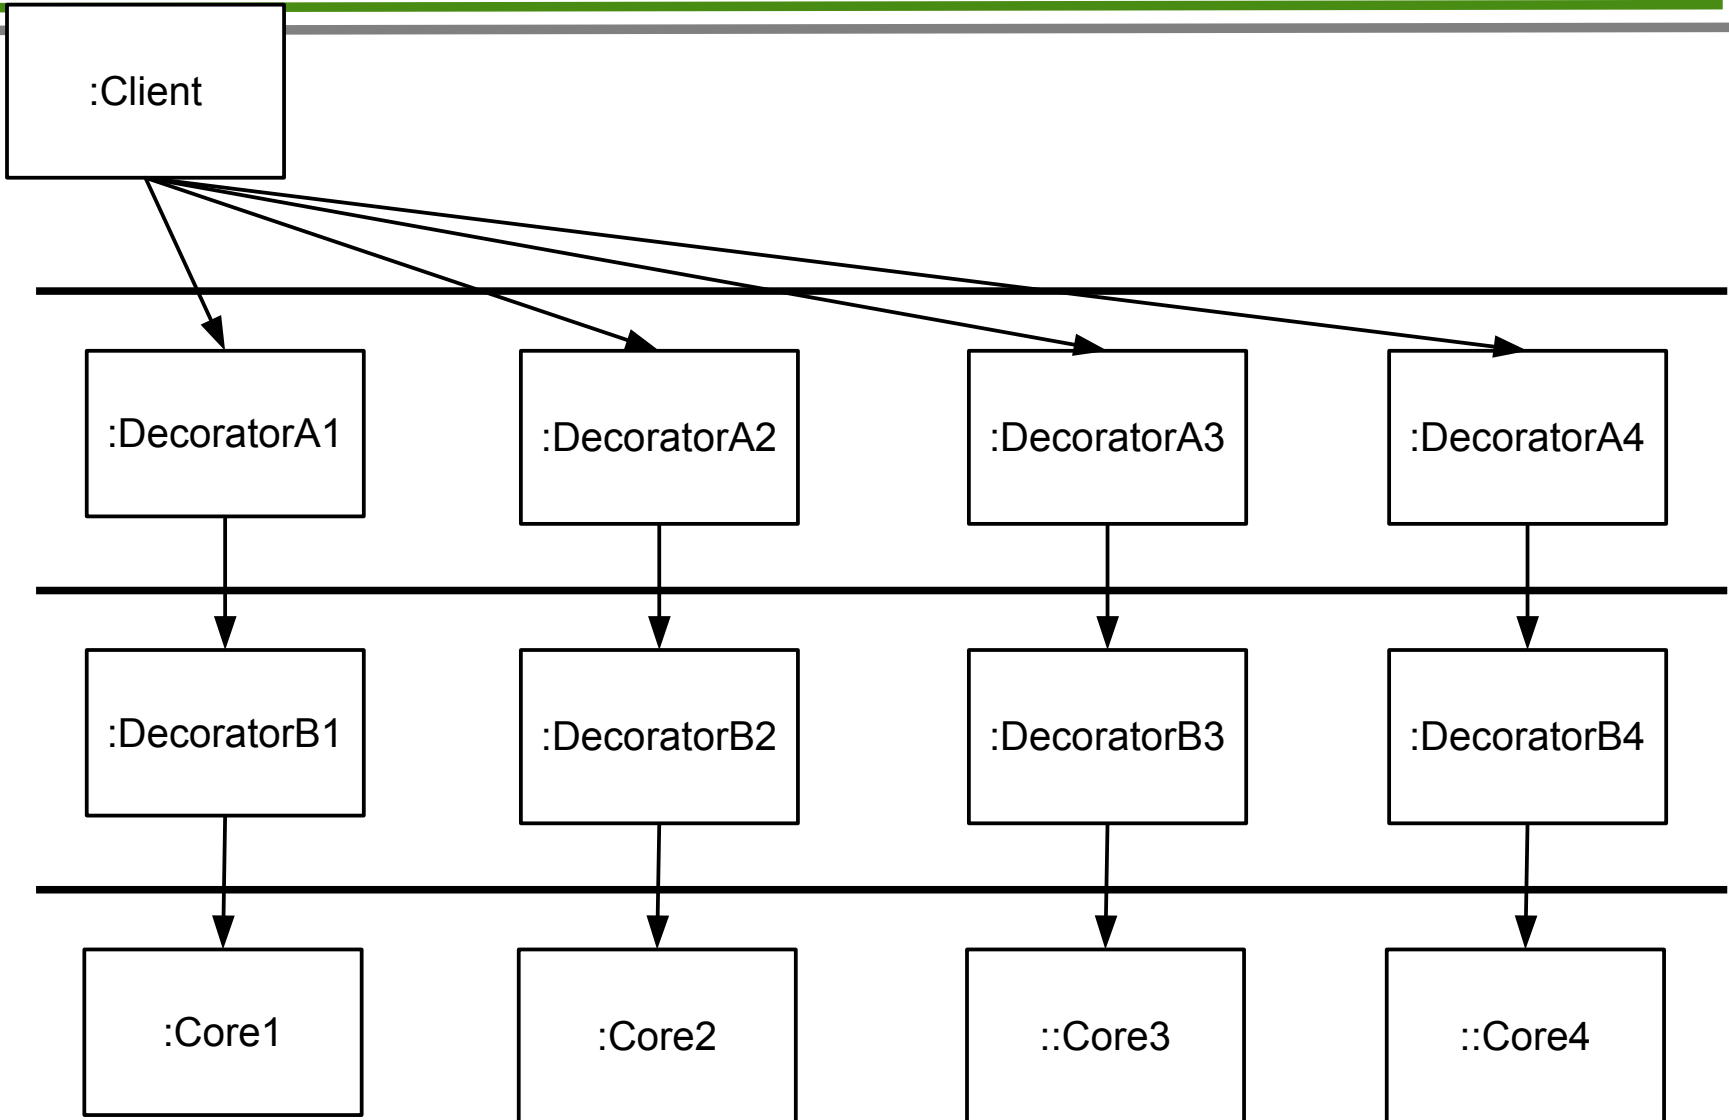 :Client
:DecoratorA1
:DecoratorA2
:DecoratorA3
:DecoratorA4
:DecoratorB1
:DecoratorB2
:DecoratorB3
:DecoratorB4
:Core1
:Core2
::Core3
::Core4